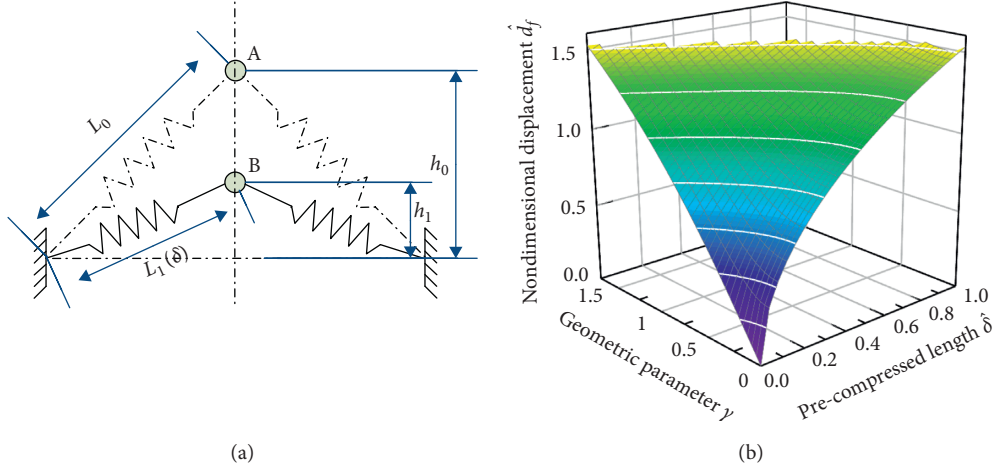 A
L₀
B
h₀
h₁
L₁(δ)
(a)
Nondimensional displacement d̂_f
1.5
1.0
0.5
0.0
1.5
1
0.5
0
Geometric parameter γ
0.0
0.2
0.4
0.6
0.8
1.0
Pre-compressed length δ̂
(b)